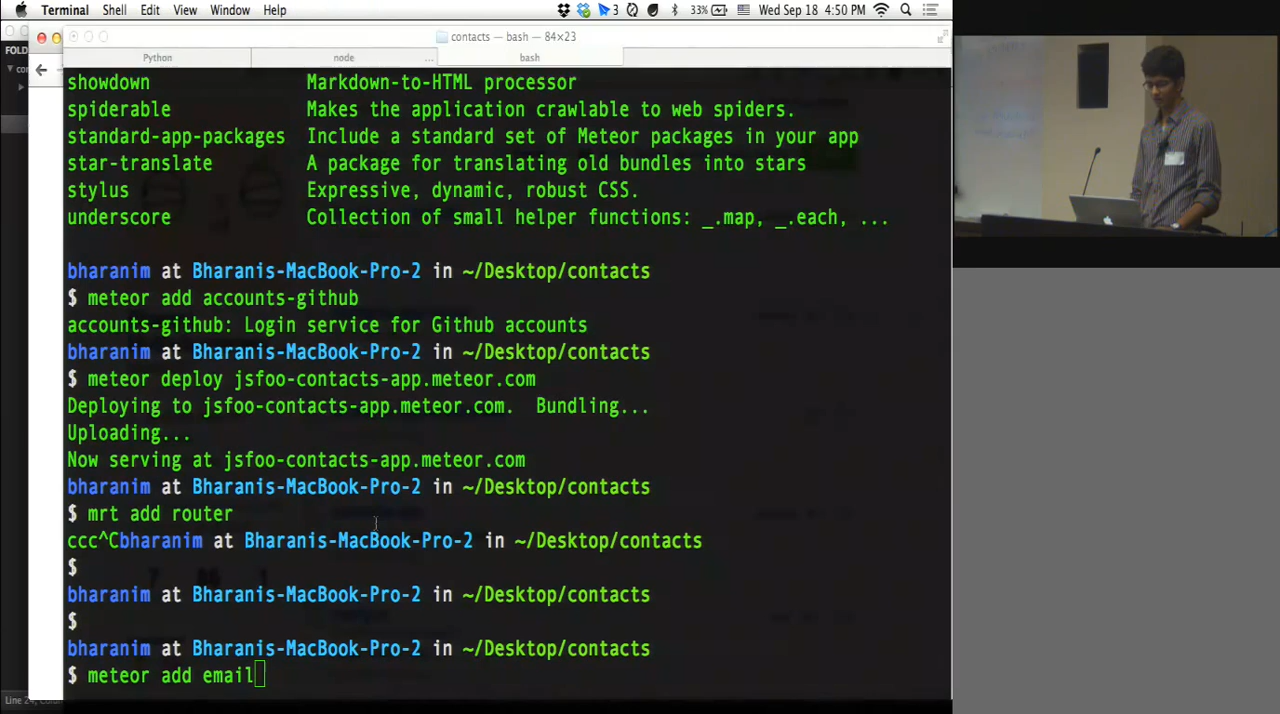 Terminal Shell Edit View Window Help
3 33% Wed Sep 18 4:50 PM
contacts — bash — 84×23
FOLD
Python node ... bash
con
showdown Markdown-to-HTML processor
spiderable Makes the application crawlable to web spiders.
standard-app-packages Include a standard set of Meteor packages in your app
star-translate A package for translating old bundles into stars
stylus Expressive, dynamic, robust CSS.
underscore Collection of small helper functions: _.map, _.each, ...
bharanim at Bharanis-MacBook-Pro-2 in ~/Desktop/contacts
$ meteor add accounts-github
accounts-github: Login service for Github accounts
bharanim at Bharanis-MacBook-Pro-2 in ~/Desktop/contacts
$ meteor deploy jsfoo-contacts-app.meteor.com
Deploying to jsfoo-contacts-app.meteor.com. Bundling...
Uploading...
Now serving at jsfoo-contacts-app.meteor.com
bharanim at Bharanis-MacBook-Pro-2 in ~/Desktop/contacts
$ mrt add router
ccc^Cbharanim at Bharanis-MacBook-Pro-2 in ~/Desktop/contacts
$
bharanim at Bharanis-MacBook-Pro-2 in ~/Desktop/contacts
$
bharanim at Bharanis-MacBook-Pro-2 in ~/Desktop/contacts
$ meteor add email
Line 24,